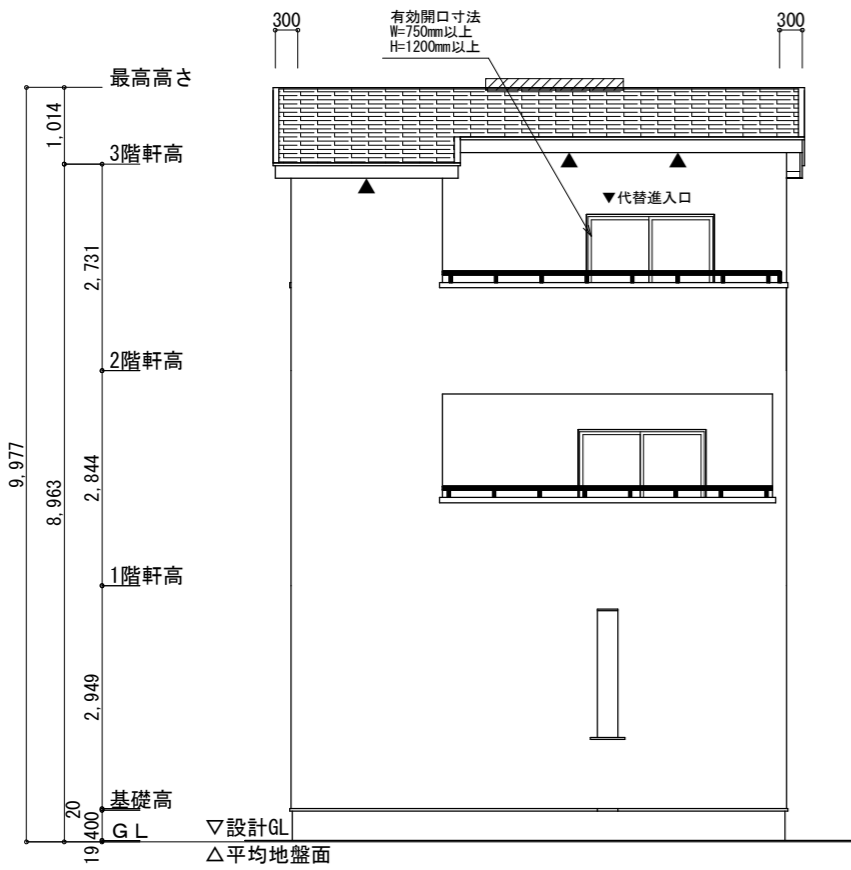 300
有効開口寸法
W=750mm以上
H=1200mm以上
300
最高高さ
1,014
3階軒高
▼代替進入口
2,731
2階軒高
9,977
8,963
2,844
1階軒高
2,949
基礎高
20
400
GL
▽設計GL
19
△平均地盤面